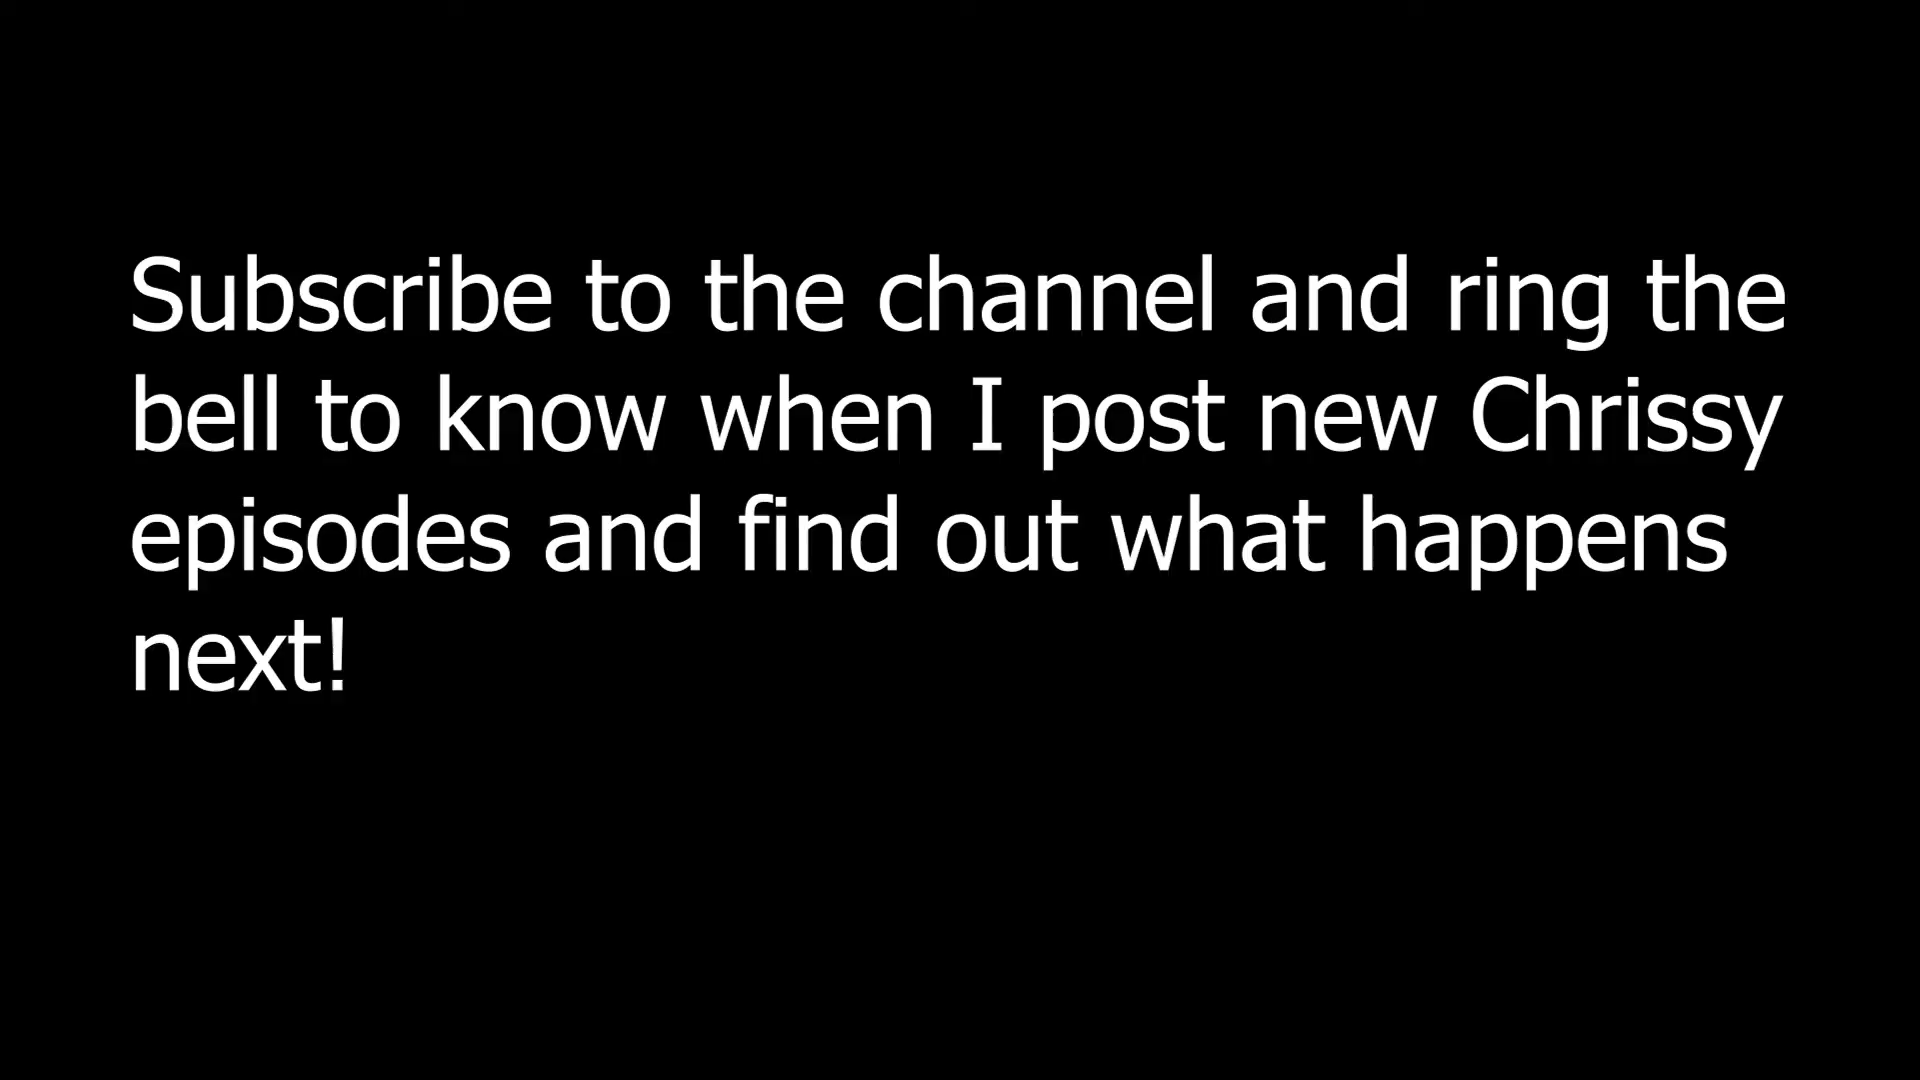 Subscribe to the channel and ring the
bell to know when I post new Chrissy
episodes and find out what happens
next!